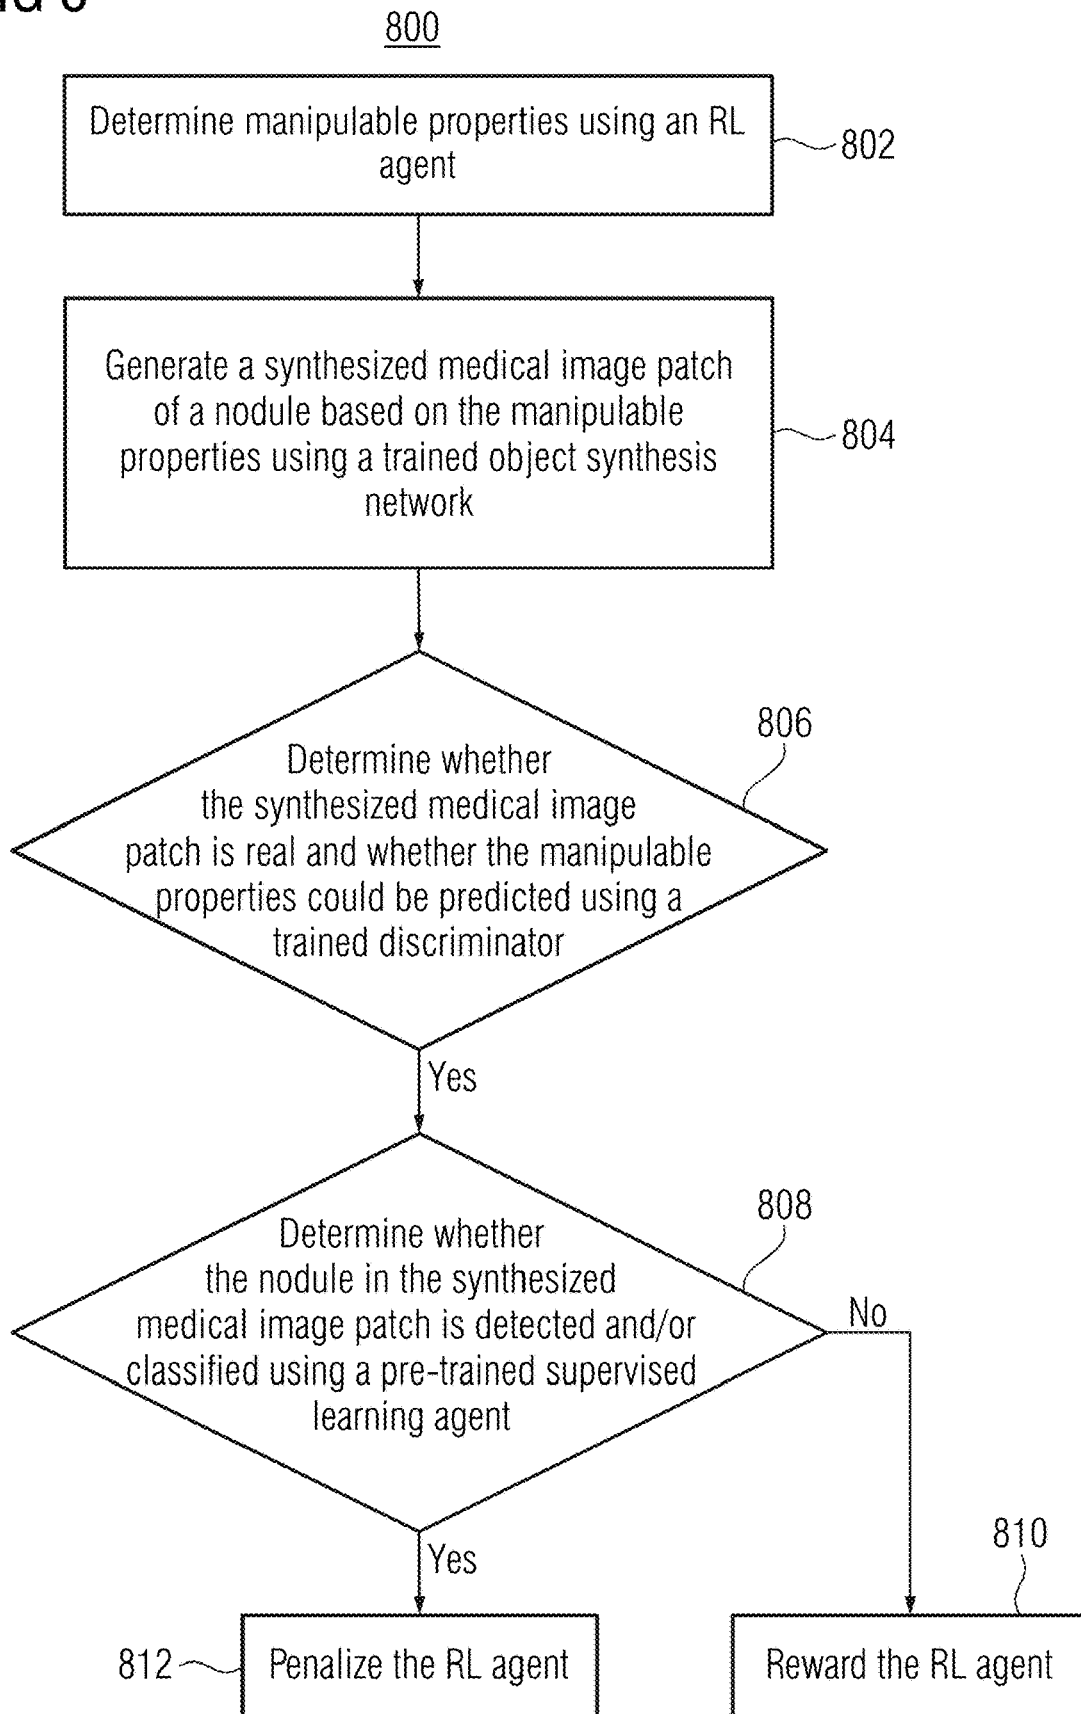 800
Determine manipulable properties using an RL
agent
802
Generate a synthesized medical image patch
of a nodule based on the manipulable
properties using a trained object synthesis
network
804
806
Determine whether
the synthesized medical image
patch is real and whether the manipulable
properties could be predicted using a
trained discriminator
Yes
808
Determine whether
the nodule in the synthesized
medical image patch is detected and/or
classified using a pre-trained supervised
learning agent
No
Yes
810
812
Penalize the RL agent
Reward the RL agent